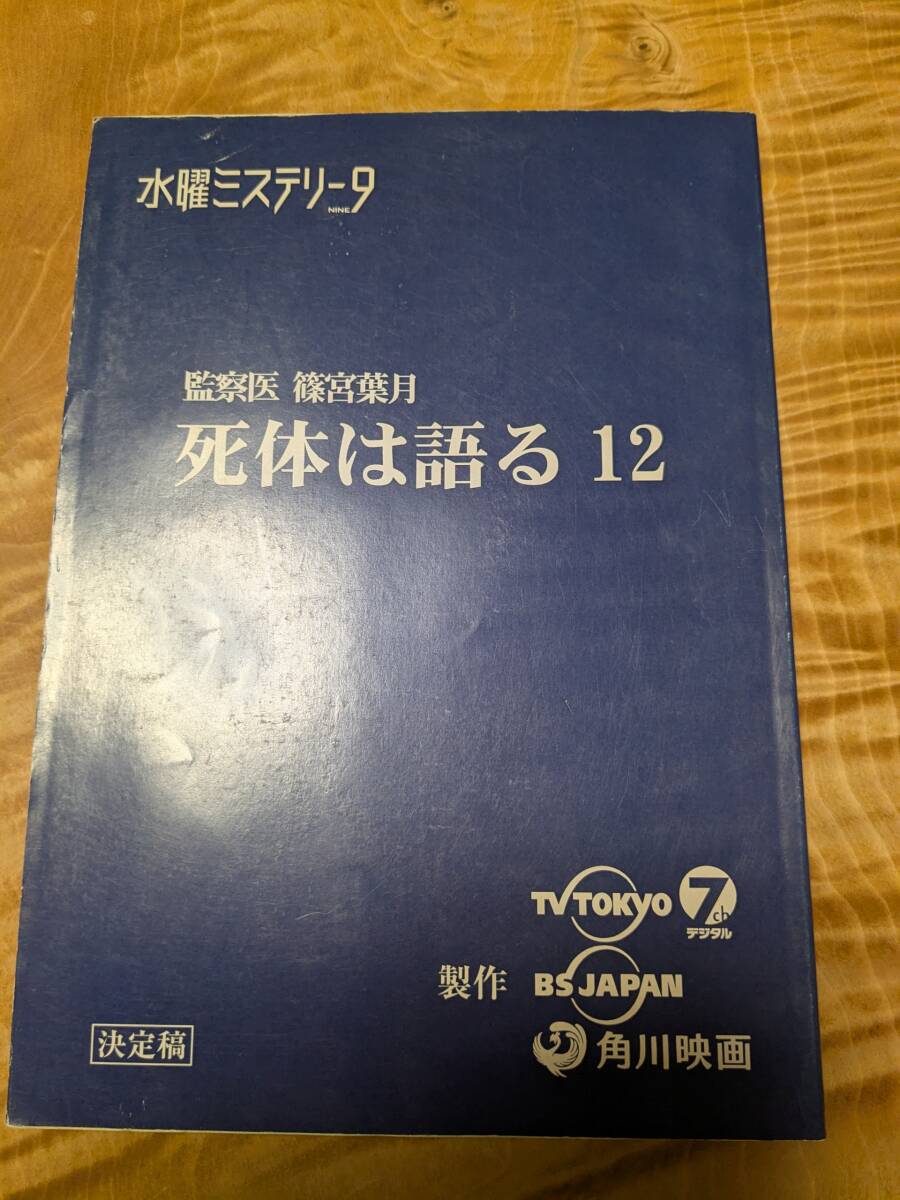 水曜ミステリー9
NINE
監察医 篠宮葉月
死体は語る 12
TV TOKYO 7ch
デジタル
製作 BS JAPAN
決定稿
角川映画